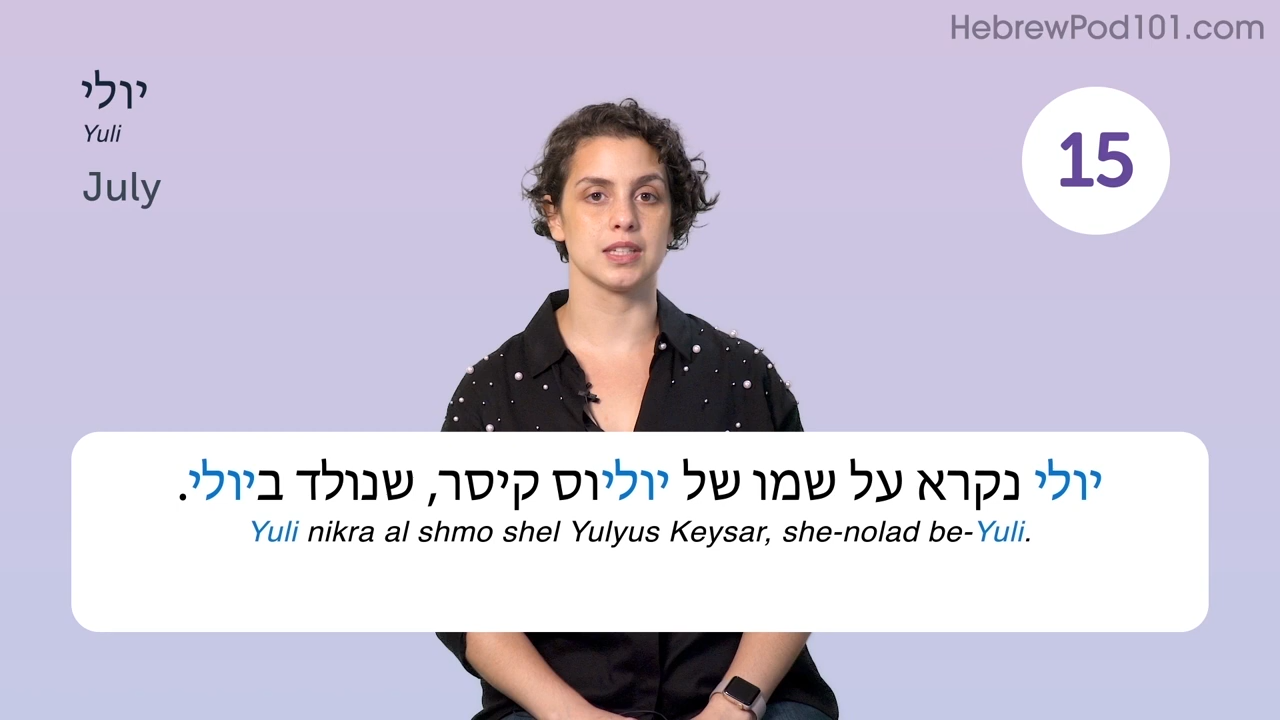 HebrewPod101.com
יולי
Yuli
July
15
יולי נקרא על שמו של יוליוס קיסר, שנולד ביולי.
Yuli nikra al shmo shel Yulyus Keysar, she-nolad be-Yuli.